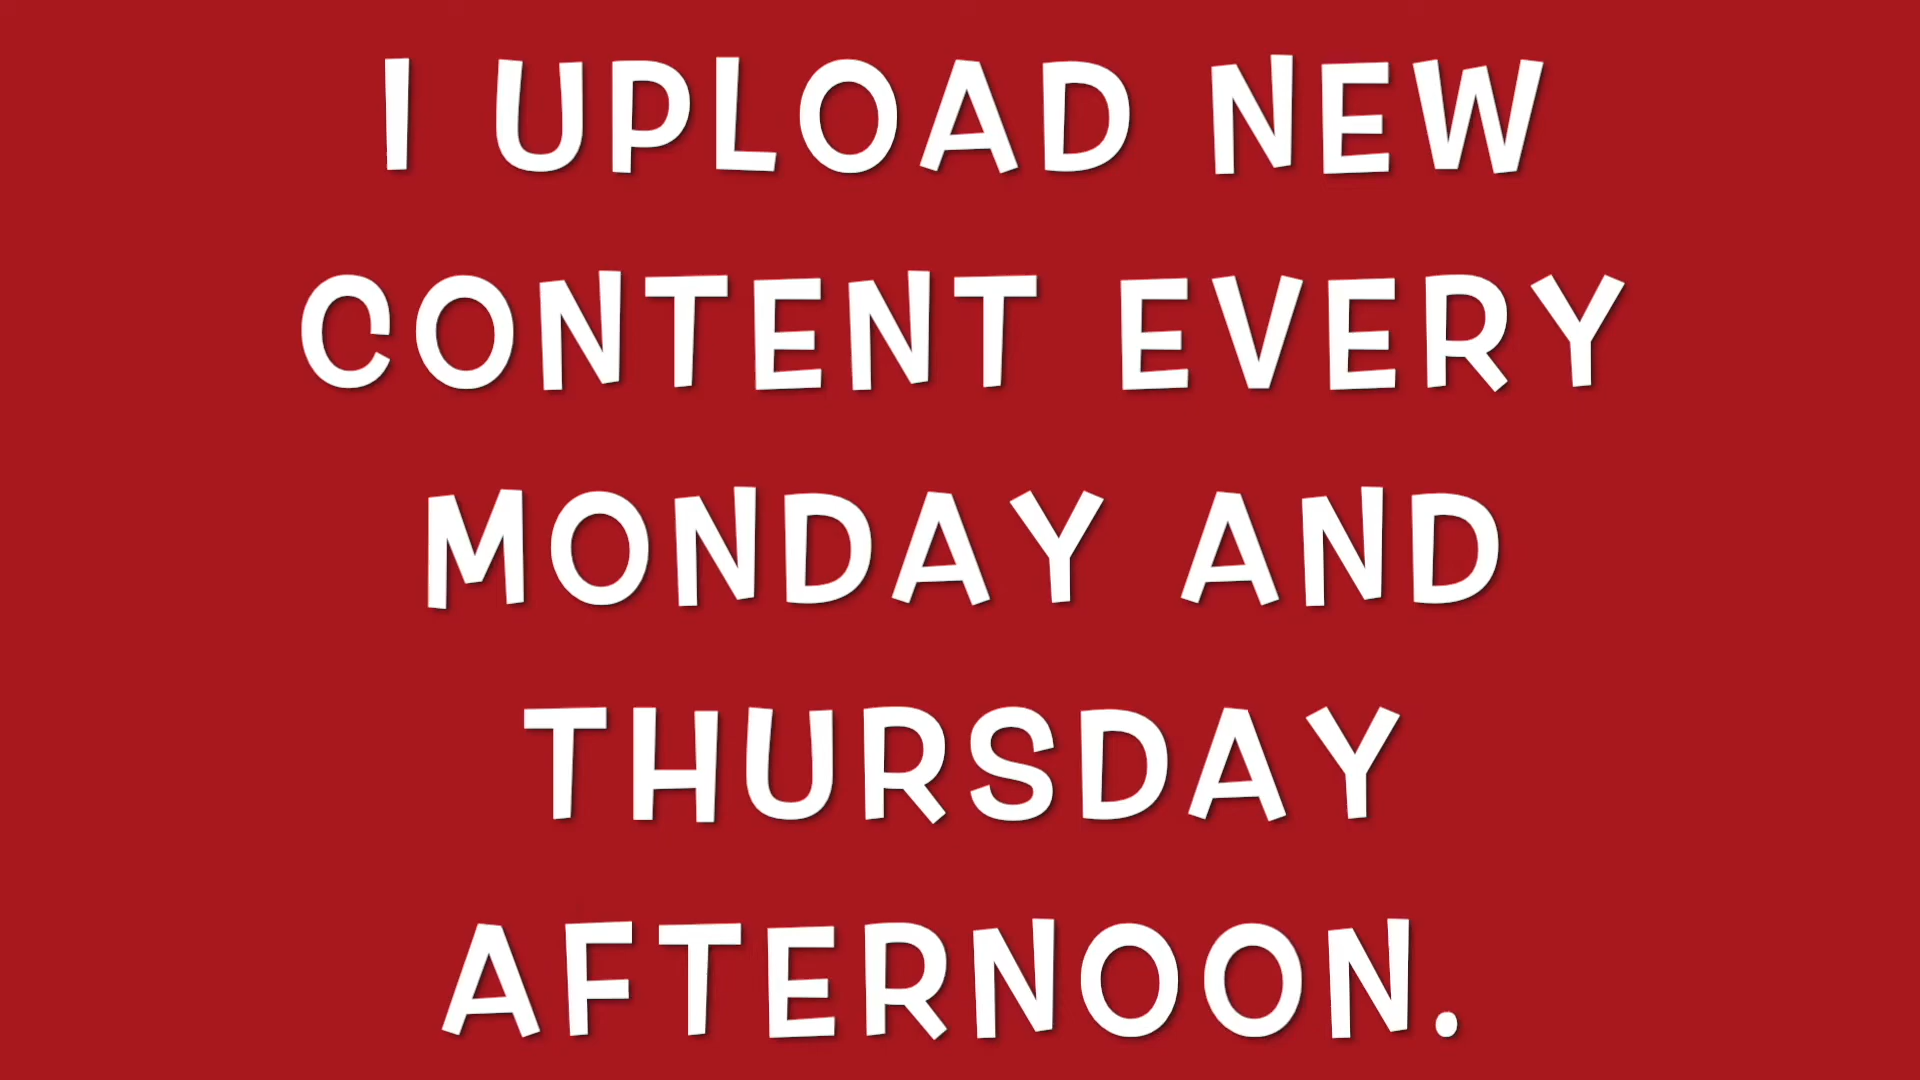 I UPLOAD NEW
CONTENT EVERY
MONDAY AND
THURSDAY
AFTERNOON.